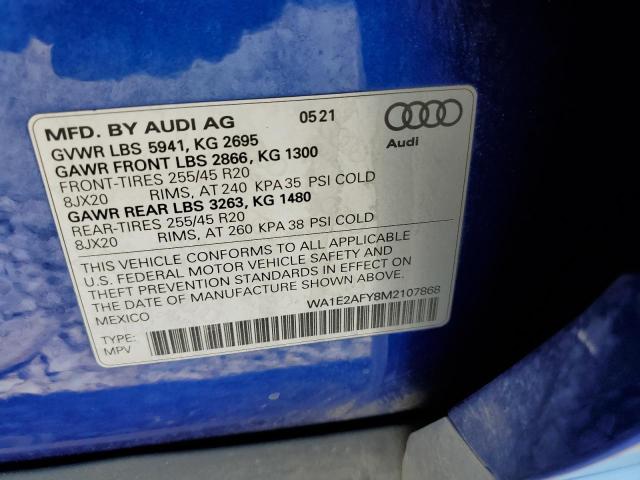 MFD. BY AUDI AG 0521
GVWR LBS 5941, KG 2695
GAWR FRONT LBS 2866, KG 1300
FRONT-TIRES 255/45 R20
8JX20 RIMS, AT 240 KPA 35 PSI COLD
GAWR REAR LBS 3263, KG 1480
REAR-TIRES 255/45 R20
8JX20 RIMS, AT 260 KPA 38 PSI COLD
Audi
THIS VEHICLE CONFORMS TO ALL APPLICABLE
U.S. FEDERAL MOTOR VEHICLE SAFETY AND
THEFT PREVENTION STANDARDS IN EFFECT ON
THE DATE OF MANUFACTURE SHOWN ABOVE.
MEXICO
WA1E2AFY8M2107868
TYPE:
MPV